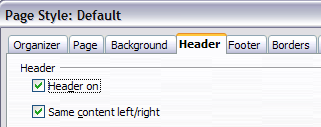 Page Style: Default
Organizer Page Background Header Footer Borders
Header
Header on
Same content left/right